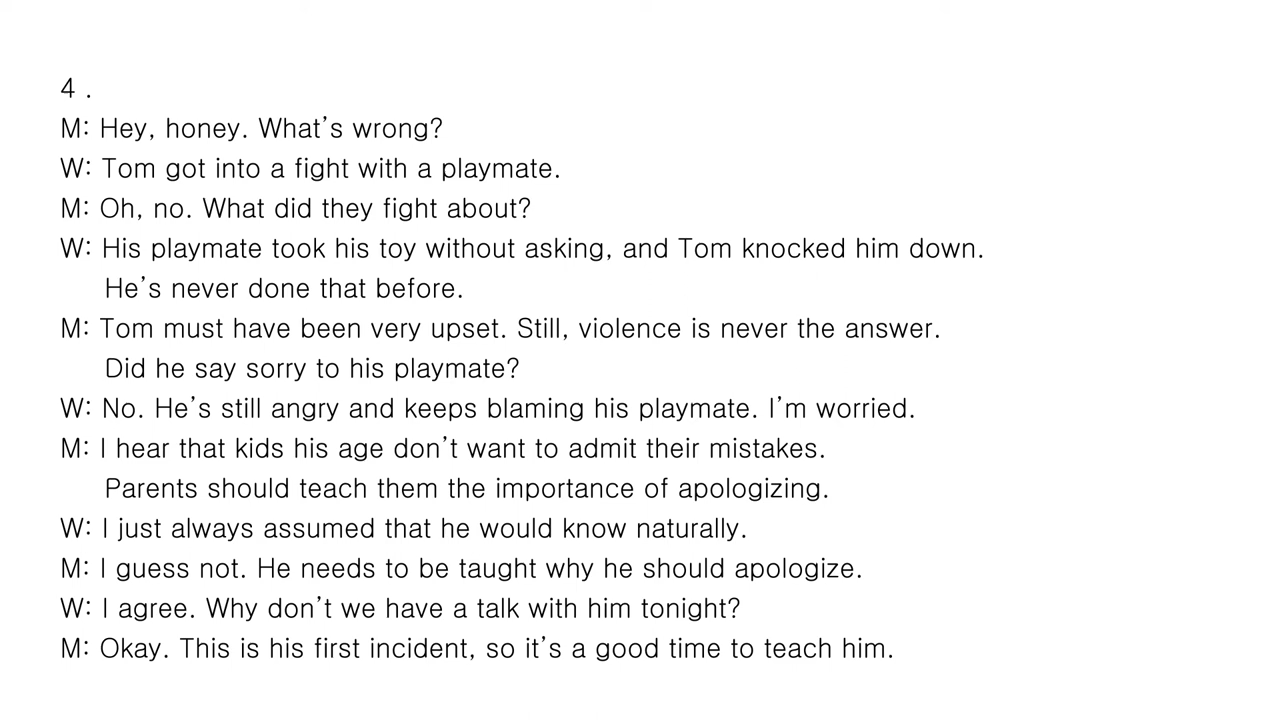 4 .
M: Hey, honey. What's wrong?
W: Tom got into a fight with a playmate.
M: Oh, no. What did they fight about?
W: His playmate took his toy without asking, and Tom knocked him down.
He's never done that before.
M: Tom must have been very upset. Still, violence is never the answer.
Did he say sorry to his playmate?
W: No. He's still angry and keeps blaming his playmate. I'm worried.
M: I hear that kids his age don't want to admit their mistakes.
Parents should teach them the importance of apologizing.
W: I just always assumed that he would know naturally.
M: I guess not. He needs to be taught why he should apologize.
W: I agree. Why don't we have a talk with him tonight?
M: Okay. This is his first incident, so it's a good time to teach him.